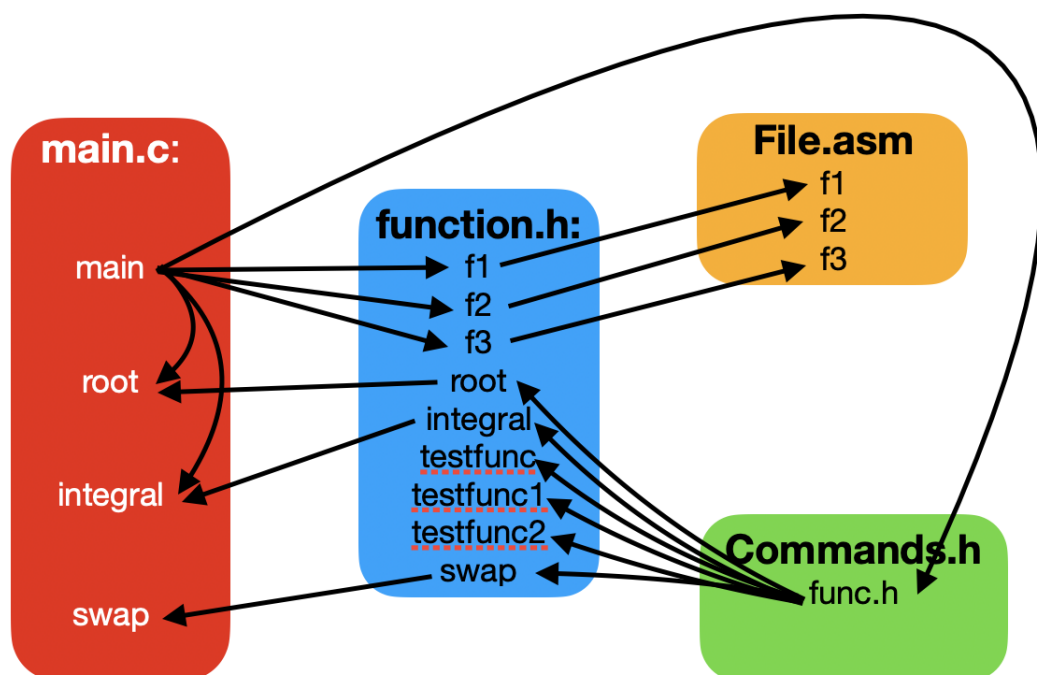 main.c:
main
root
integral
swap
function.h:
f1
f2
f3
root
integral
testfunc
testfunc1
testfunc2
swap
File.asm
f1
f2
f3
Commands.h
func.h